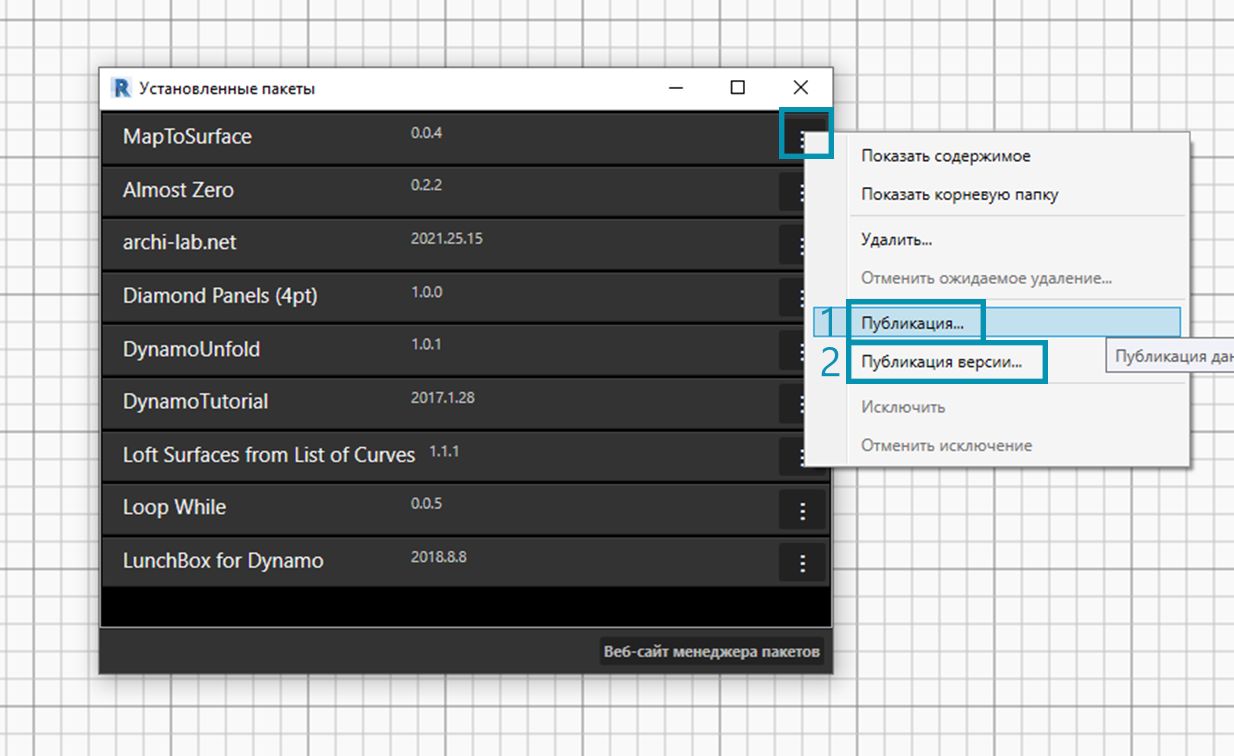 Установленные пакеты
MapToSurface 0.0.4
Almost Zero 0.2.2
archi-lab.net 2021.25.15
Diamond Panels (4pt) 1.0.0
DynamoUnfold 1.0.1
DynamoTutorial 2017.1.28
Loft Surfaces from List of Curves 1.1.1
Loop While 0.0.5
LunchBox for Dynamo 2018.8.8
Веб-сайт менеджера пакетов
Показать содержимое
Показать корневую папку
Удалить...
Отменить ожидаемое удаление...
1 Публикация...
2 Публикация версии...
Публикация дан
Исключить
Отменить исключение